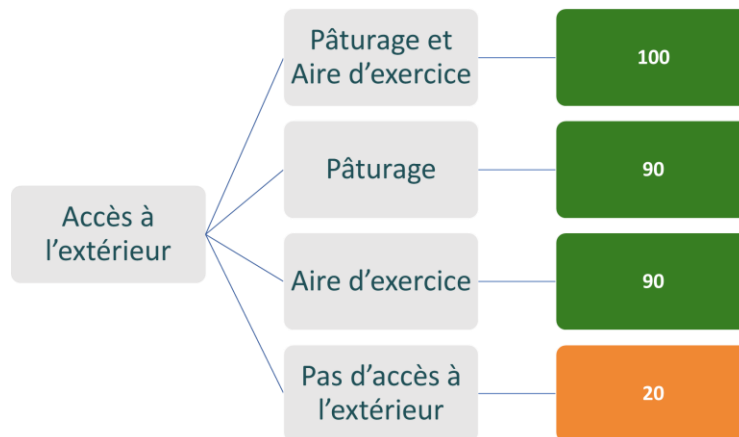 Accès à
l'extérieur
Pâturage et
Aire d'exercice
100
Pâturage
90
Aire d'exercice
90
Pas d'accès à
l'extérieur
20